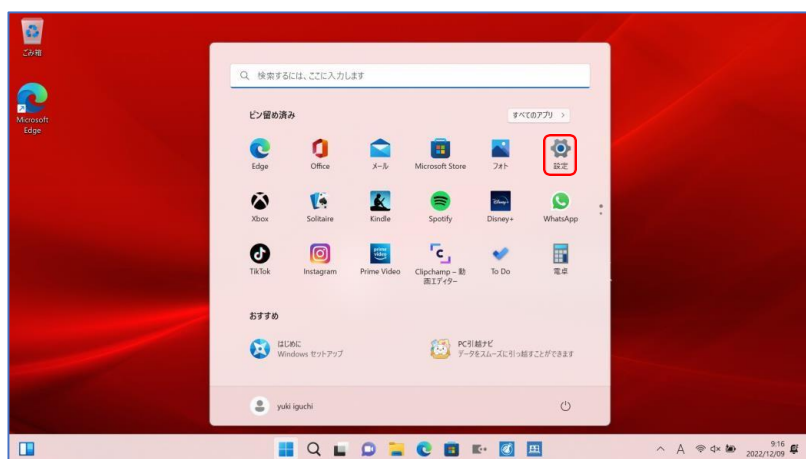 ごみ箱
Microsoft
Edge
検索するには、ここに入力します
ピン留め済み
すべてのアプリ >
Edge
Office
メール
Microsoft Store
フォト
設定
Xbox
Solitaire
Kindle
Spotify
Disney+
WhatsApp
TikTok
Instagram
Prime Video
Clipchamp – 動
画エディター
To Do
電卓
おすすめ
はじめに
Windows セットアップ
PC引越ナビ
データをスムーズに引っ越すことができます
yuki iguchi
A
9:16
2022/12/09